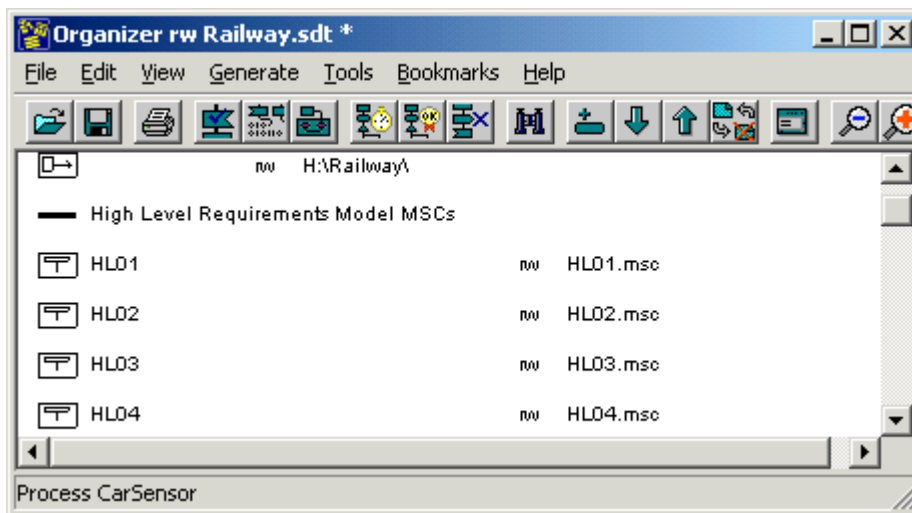 Organizer rw Railway.sdt *
File Edit View Generate Tools Bookmarks Help
rw H:\Railway\
High Level Requirements Model MSCs
HL01 rw HL01.msc
HL02 rw HL02.msc
HL03 rw HL03.msc
HL04 rw HL04.msc
Process CarSensor